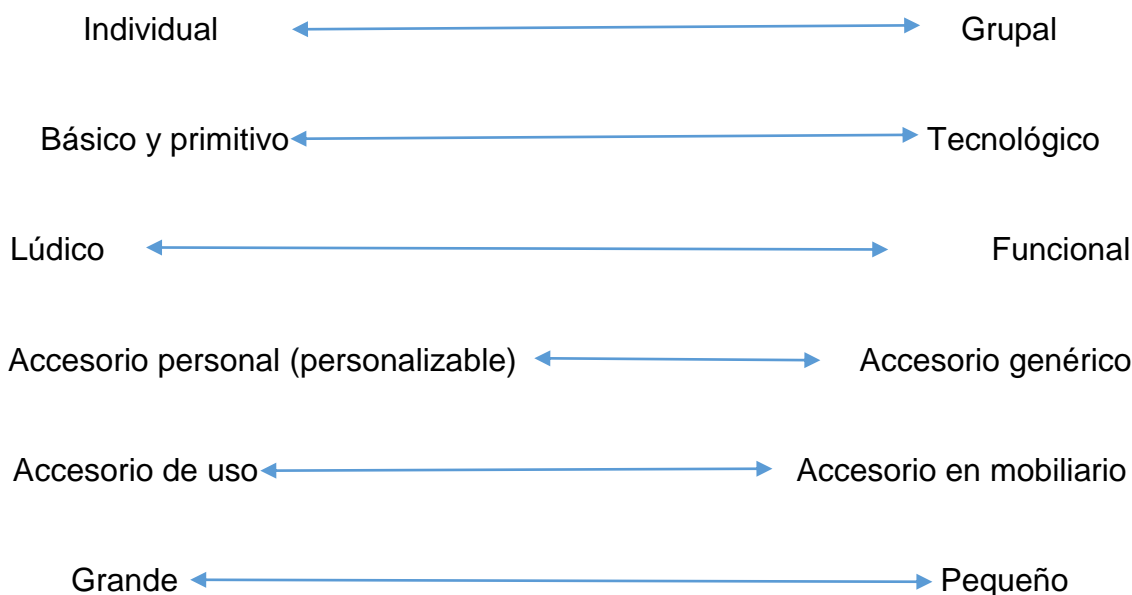 Individual Grupal
Básico y primitivo Tecnológico
Lúdico Funcional
Accesorio personal (personalizable) Accesorio genérico
Accesorio de uso Accesorio en mobiliario
Grande Pequeño